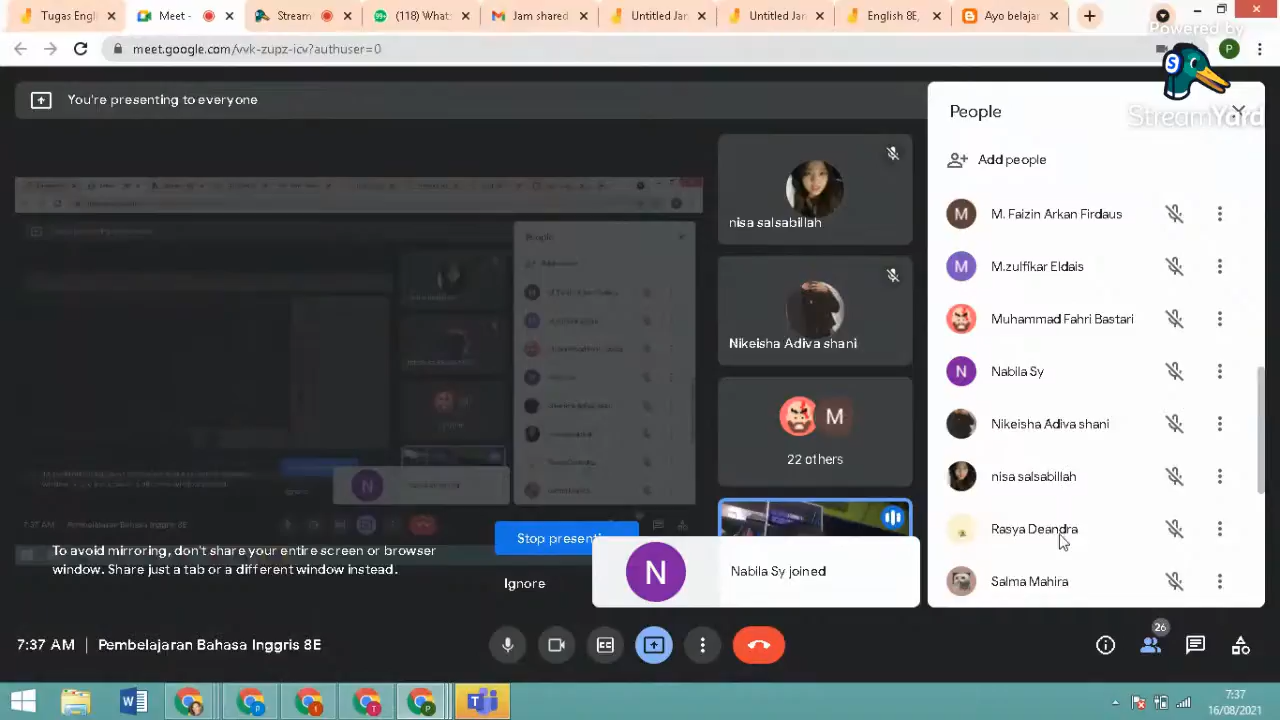 Tugas Engl
Meet -
Stream
(118) What
jjs shared
Untitled Jar
Untitled Jar
English 8E,
Ayo belajar
meet.google.com/vvk-zupz-icv?authuser=0
P
Powered by
StreamYard
You're presenting to everyone
People
Add people
nisa salsabillah
Nikeisha Adiva shani
M
22 others
M
M. Faizin Arkan Firdaus
M
M.zulfikar Eldais
Muhammad Fahri Bastari
N
Nabila Sy
Nikeisha Adiva shani
nisa salsabillah
Rasya Deandra
Salma Mahira
To avoid mirroring, don't share your entire screen or browser
window. Share just a tab or a different window instead.
Stop presenti
Ignore
N
Nabila Sy joined
7:37 AM | Pembelajaran Bahasa Inggris 8E
26
7:37
16/08/2021